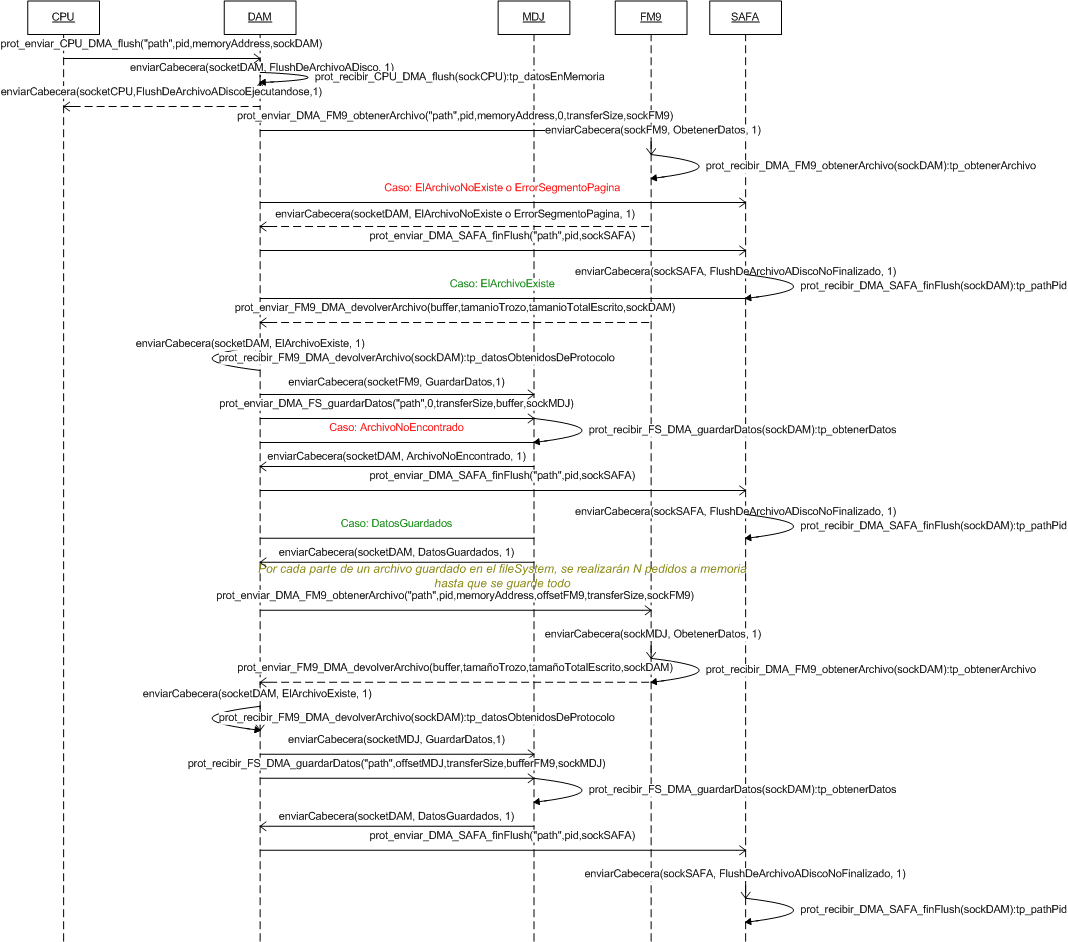 CPU
DAM
MDJ
FM9
SAFA
prot_enviar_CPU_DMA_flush("path",pid,memoryAddress,sockDAM)
enviarCabecera(socketDAM, FlushDeArchivoADisco, 1)
prot_recibir_CPU_DMA_flush(sockCPU):tp_datosEnMemoria
enviarCabecera(socketCPU,FlushDeArchivoADiscoEjecutandose,1)
prot_enviar_DMA_FM9_obtenerArchivo("path",pid,memoryAddress,0,transferSize,sockFM9)
enviarCabecera(sockFM9, ObetenerDatos, 1)
prot_recibir_DMA_FM9_obtenerArchivo(sockDAM):tp_obtenerArchivo
Caso: ElArchivoNoExiste o ErrorSegmentoPagina
enviarCabecera(socketDAM, ElArchivoNoExiste o ErrorSegmentoPagina, 1)
prot_enviar_DMA_SAFA_finFlush("path",pid,sockSAFA)
enviarCabecera(sockSAFA, FlushDeArchivoADiscoNoFinalizado, 1)
Caso: ElArchivoExiste
prot_recibir_DMA_SAFA_finFlush(sockDAM):tp_pathPid
prot_enviar_FM9_DMA_devolverArchivo(buffer,tamanioTrozo,tamanioTotalEscrito,sockDAM)
enviarCabecera(sockDAM, ElArchivoExiste, 1)
prot_recibir_FM9_DMA_devolverArchivo(sockDAM):tp_datosObtenidosDeProtocolo
enviarCabecera(socketFM9, GuardarDatos,1)
prot_enviar_DMA_FS_guardarDatos("path",0,transferSize,buffer,sockMDJ)
Caso: ArchivoNoEncontrado
prot_recibir_FS_DMA_guardarDatos(sockDAM):tp_obtenerDatos
enviarCabecera(socketDAM, ArchivoNoEncontrado, 1)
prot_enviar_DMA_SAFA_finFlush("path",pid,sockSAFA)
enviarCabecera(sockSAFA, FlushDeArchivoADiscoNoFinalizado, 1)
Caso: DatosGuardados
prot_recibir_DMA_SAFA_finFlush(sockDAM):tp_pathPid
enviarCabecera(socketDAM, DatosGuardados, 1)
Por cada parte de un archivo guardado en el fileSystem, se realizarán N pedidos a memoria
hasta que se guarde todo
prot_enviar_DMA_FM9_obtenerArchivo("path",pid,memoryAddress,offsetFM9,transferSize,sockFM9)
enviarCabecera(sockMDJ, ObetenerDatos, 1)
prot_enviar_FM9_DMA_devolverArchivo(buffer,tamañoTrozo,tamañoTotalEscrito,sockDAM)
prot_recibir_DMA_FM9_obtenerArchivo(sockDAM):tp_obtenerArchivo
enviarCabecera(socketDAM, ElArchivoExiste, 1)
prot_recibir_FM9_DMA_devolverArchivo(sockDAM):tp_datosObtenidosDeProtocolo
enviarCabecera(socketMDJ, GuardarDatos,1)
prot_recibir_FS_DMA_guardarDatos("path",offsetMDJ,transferSize,bufferFM9,sockMDJ)
prot_recibir_FS_DMA_guardarDatos(sockDAM):tp_obtenerDatos
enviarCabecera(socketDAM, DatosGuardados, 1)
prot_enviar_DMA_SAFA_finFlush("path",pid,sockSAFA)
enviarCabecera(sockSAFA, FlushDeArchivoADiscoNoFinalizado, 1)
prot_recibir_DMA_SAFA_finFlush(sockDAM):tp_pathPid